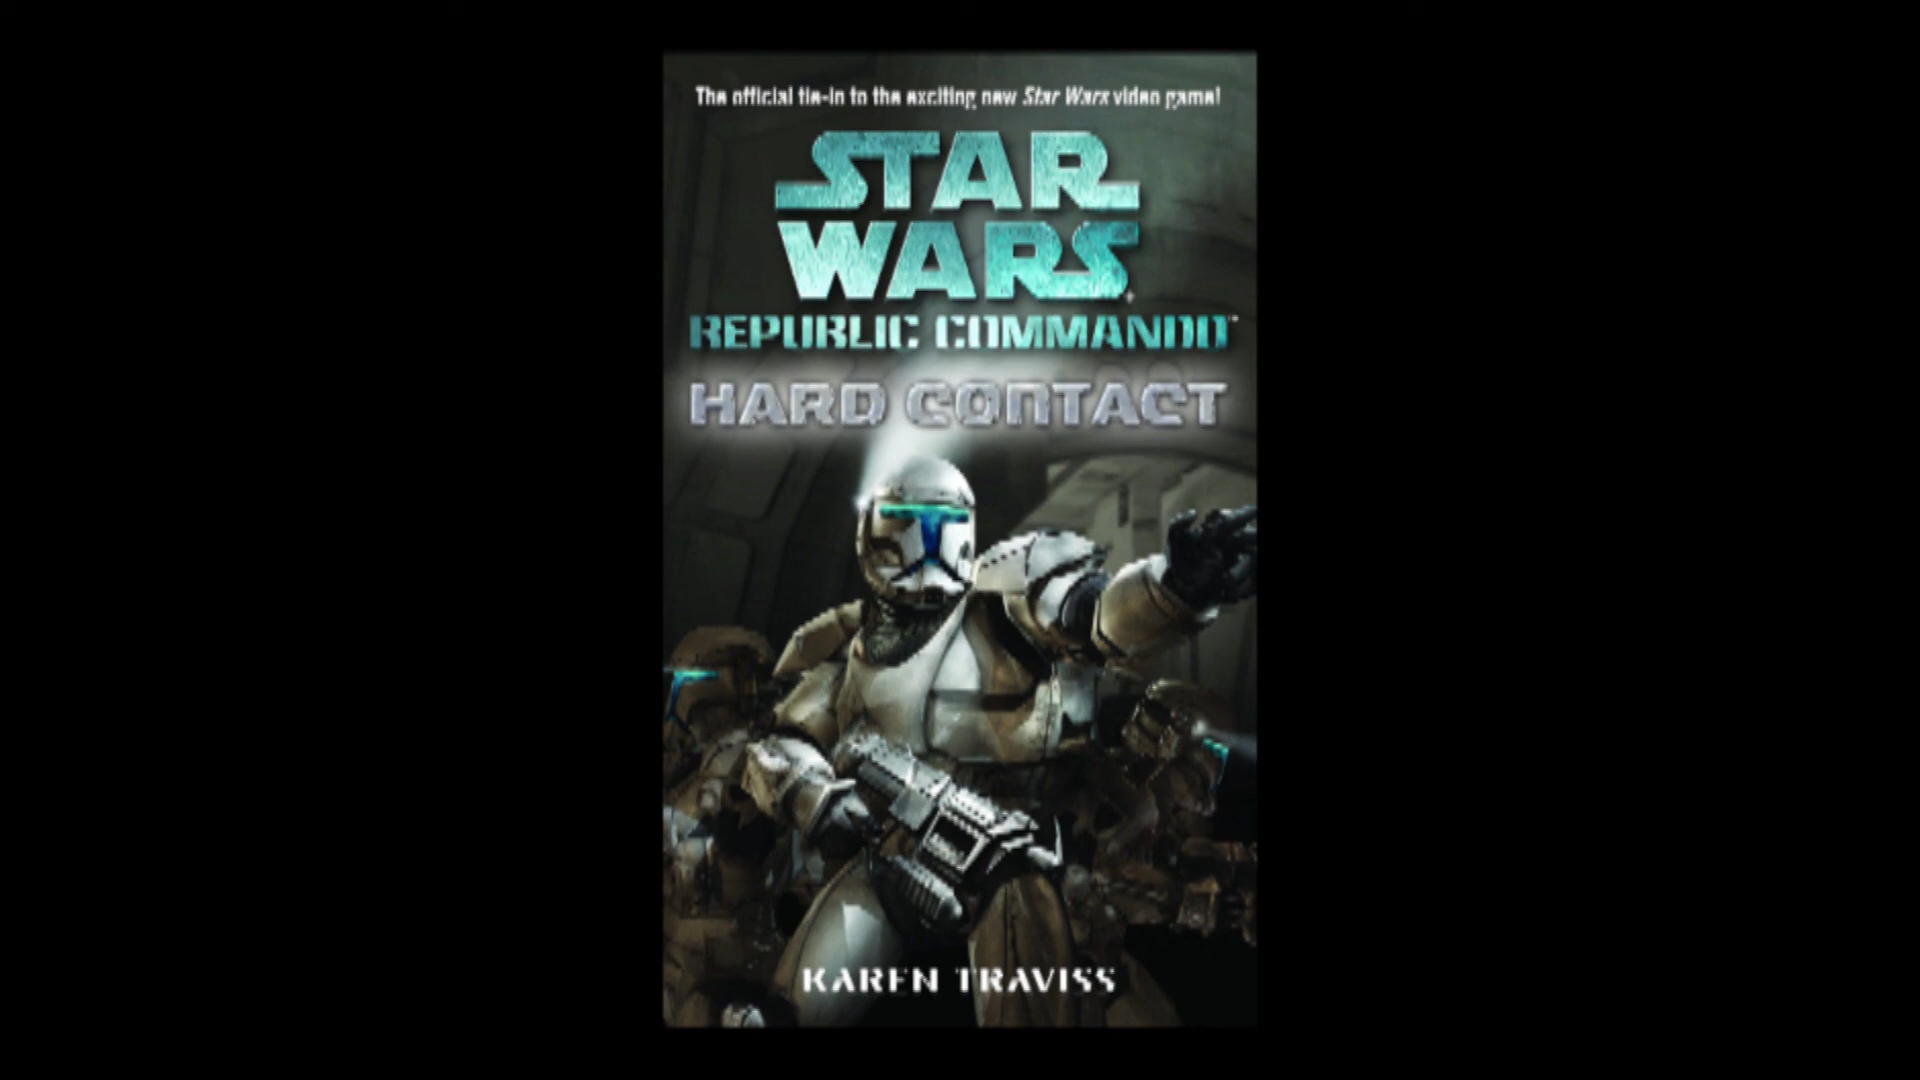 The official tie-in to the exciting new Star Wars video game!
STAR
WARS
REPUBLIC COMMANDO™
HARD CONTACT
KAREN TRAVISS